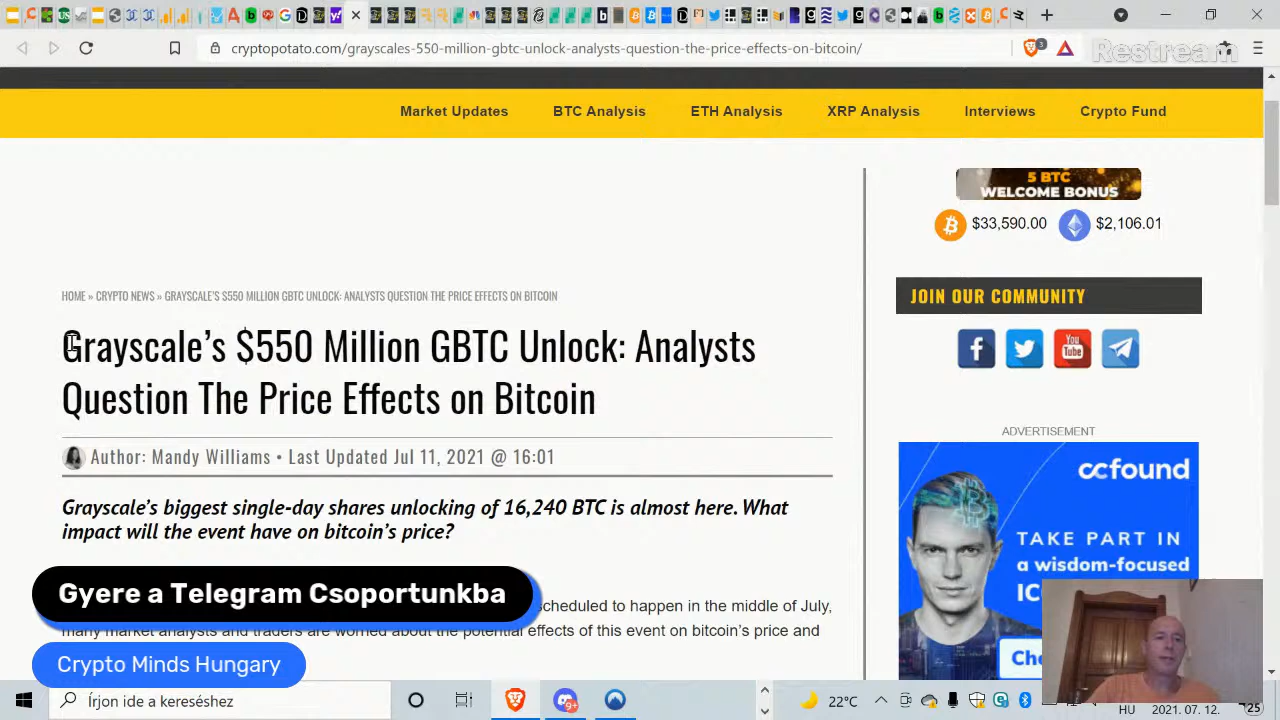 cryptopotato.com/grayscales-550-million-gbtc-unlock-analysts-question-the-price-effects-on-bitcoin/
3
Restream
Market Updates BTC Analysis ETH Analysis XRP Analysis Interviews Crypto Fund
5 BTC
WELCOME BONUS
$33,590.00 $2,106.01
HOME » CRYPTO NEWS » GRAYSCALE'S $550 MILLION GBTC UNLOCK: ANALYSTS QUESTION THE PRICE EFFECTS ON BITCOIN
JOIN OUR COMMUNITY
Grayscale's $550 Million GBTC Unlock: Analysts
Question The Price Effects on Bitcoin
You
Tube
ADVERTISEMENT
Author: Mandy Williams • Last Updated Jul 11, 2021 @ 16:01
ccfound
Grayscale's biggest single-day shares unlocking of 16,240 BTC is almost here. What
impact will the event have on bitcoin's price?
TAKE PART IN
a wisdom-focused
Gyere a Telegram Csoportunkba
scheduled to happen in the middle of July,
many market analysts and traders are worried about the potential effects of this event on bitcoin's price and
Crypto Minds Hungary
Írjon ide a kereséshez
9+
22°C
HU
2021. 07. 12.
25